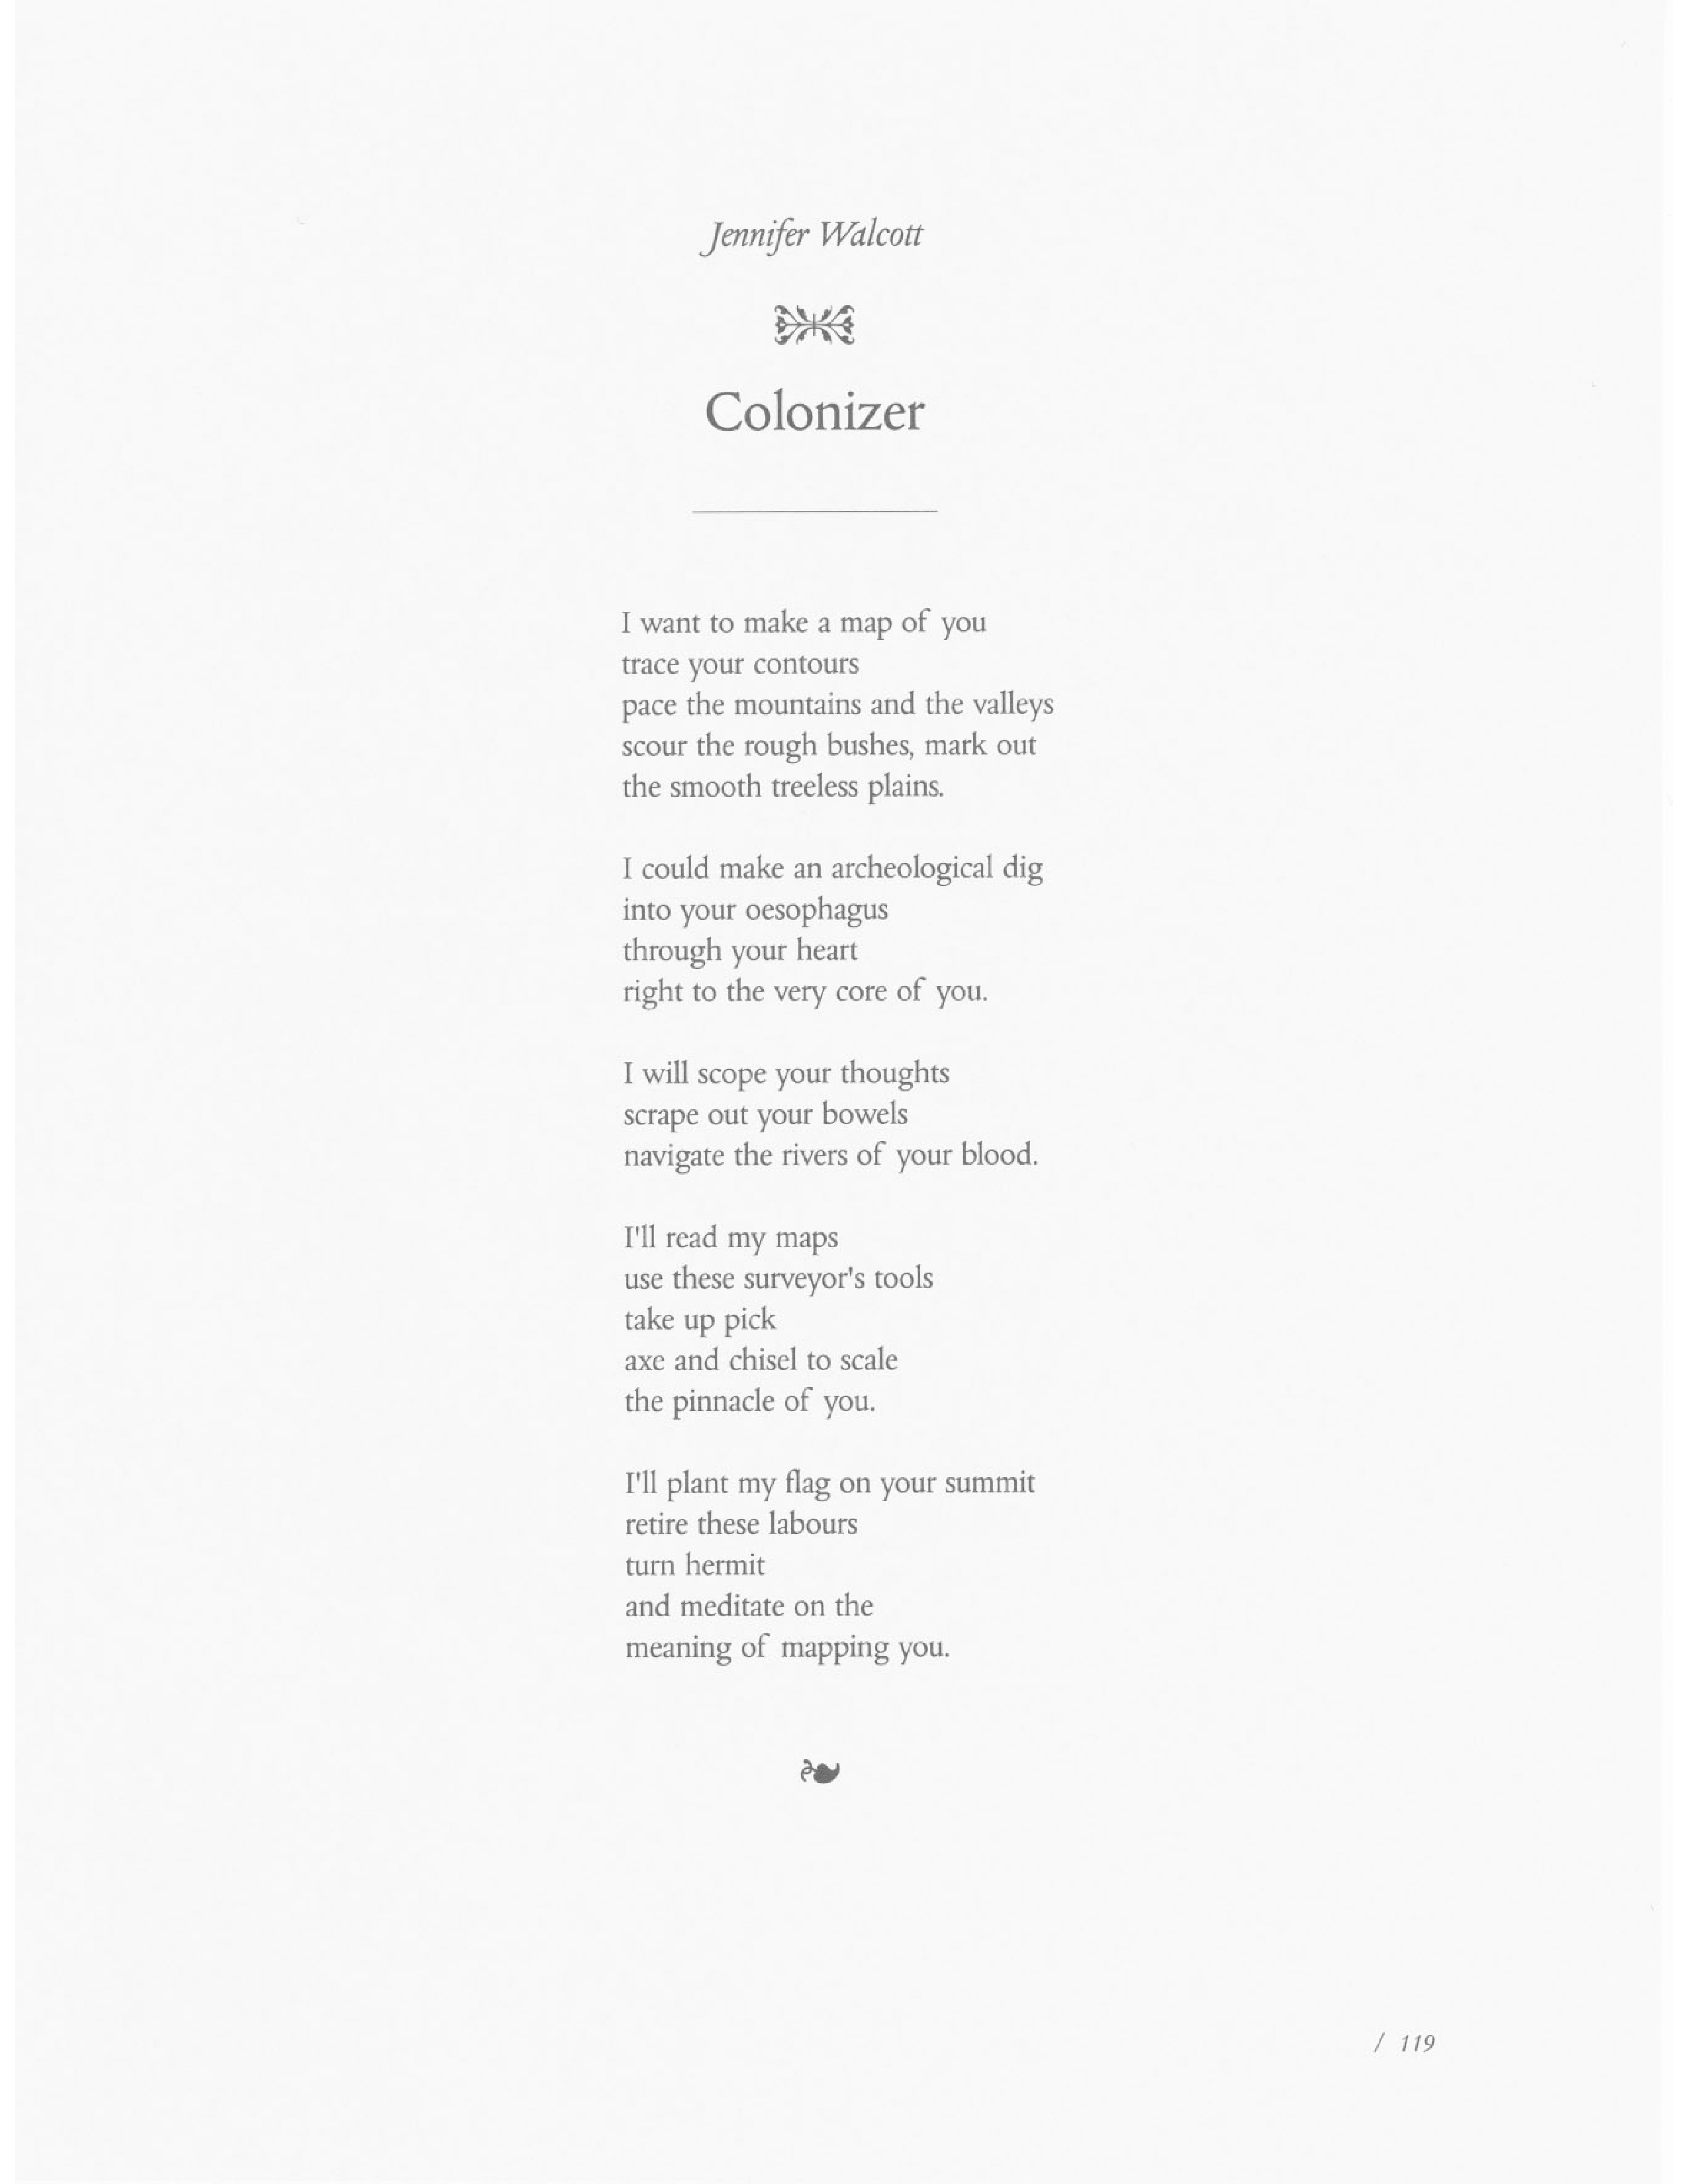 Jennifer Walcott
Colonizer
I want to make a map of you
trace your contours
pace the mountains and the valleys
scour the rough bushes, mark out
the smooth treeless plains.
I could make an archeological dig
into your oesophagus
through your heart
right to the very core of you.
I will scope your thoughts
scrape out your bowels
navigate the rivers of your blood.
I'll read my maps
use these surveyor's tools
take up pick
axe and chisel to scale
the pinnacle of you.
I'll plant my flag on your summit
retire these labours
turn hermit
and meditate on the
meaning of mapping you.
/ 119